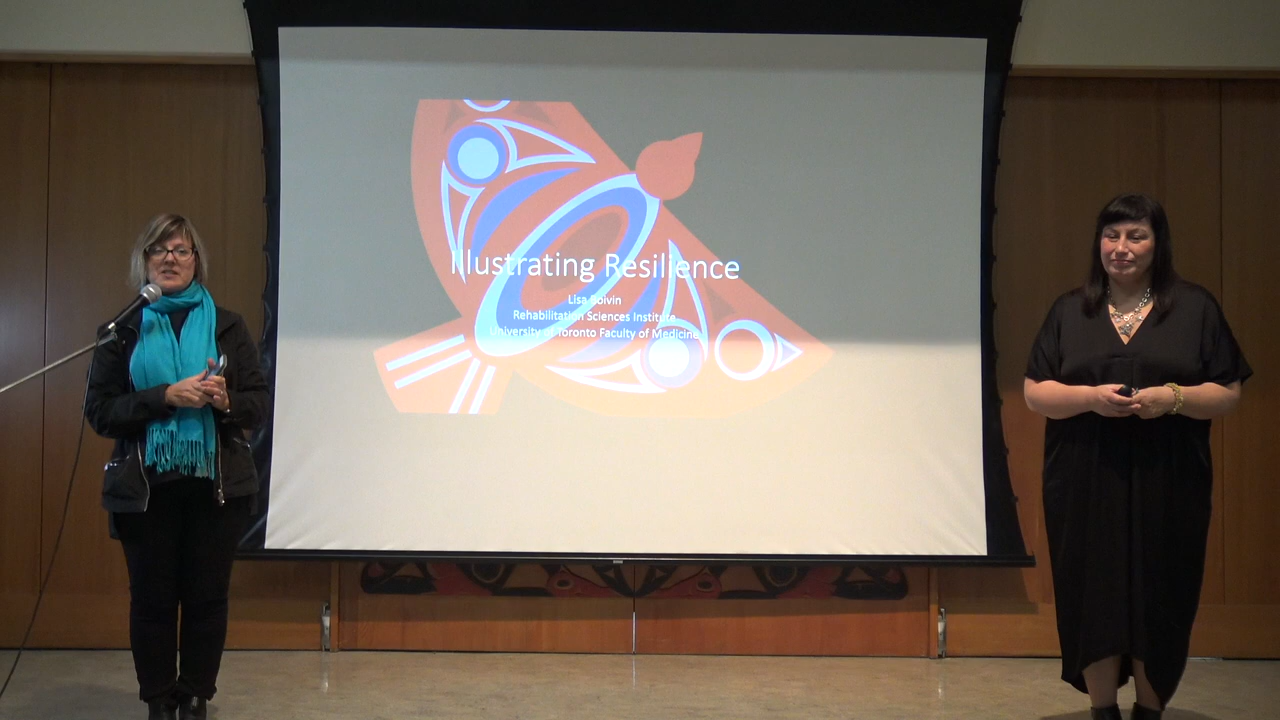 Illustrating Resilience
Lisa Boivin
Rehabilitation Sciences Institute
University of Toronto Faculty of Medicine